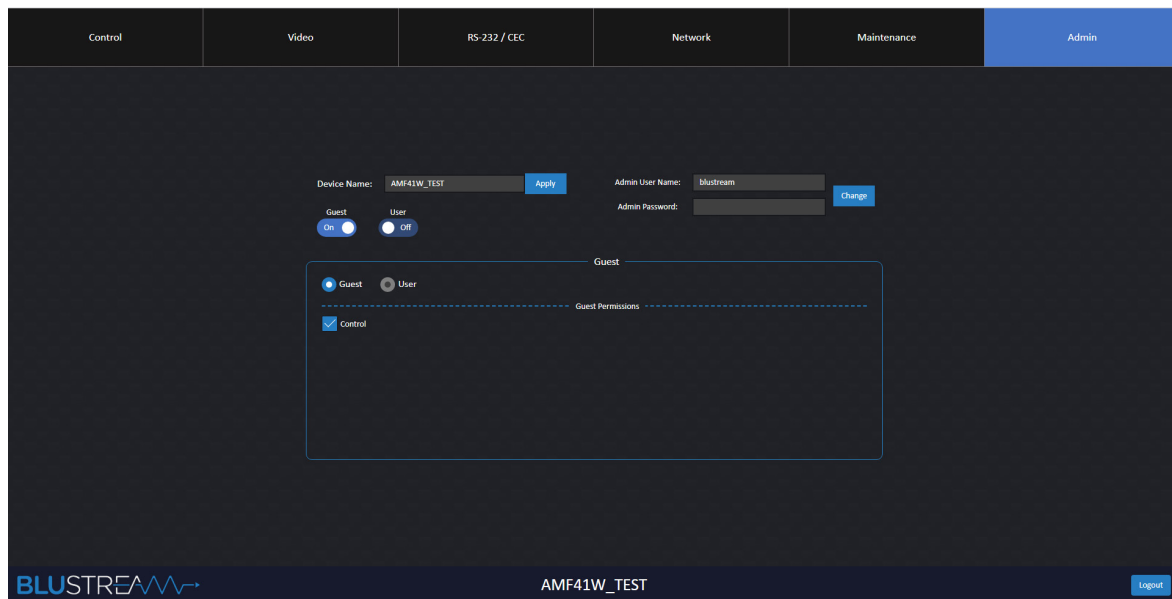 Control Video RS-232 / CEC Network Maintenance Admin
Device Name: AMF41W_TEST Apply
Admin User Name: blustream
Admin Password:
Change
Guest User
On Off
Guest
Guest User
Guest Permissions
Control
BLUSTREAM AMF41W_TEST Logout